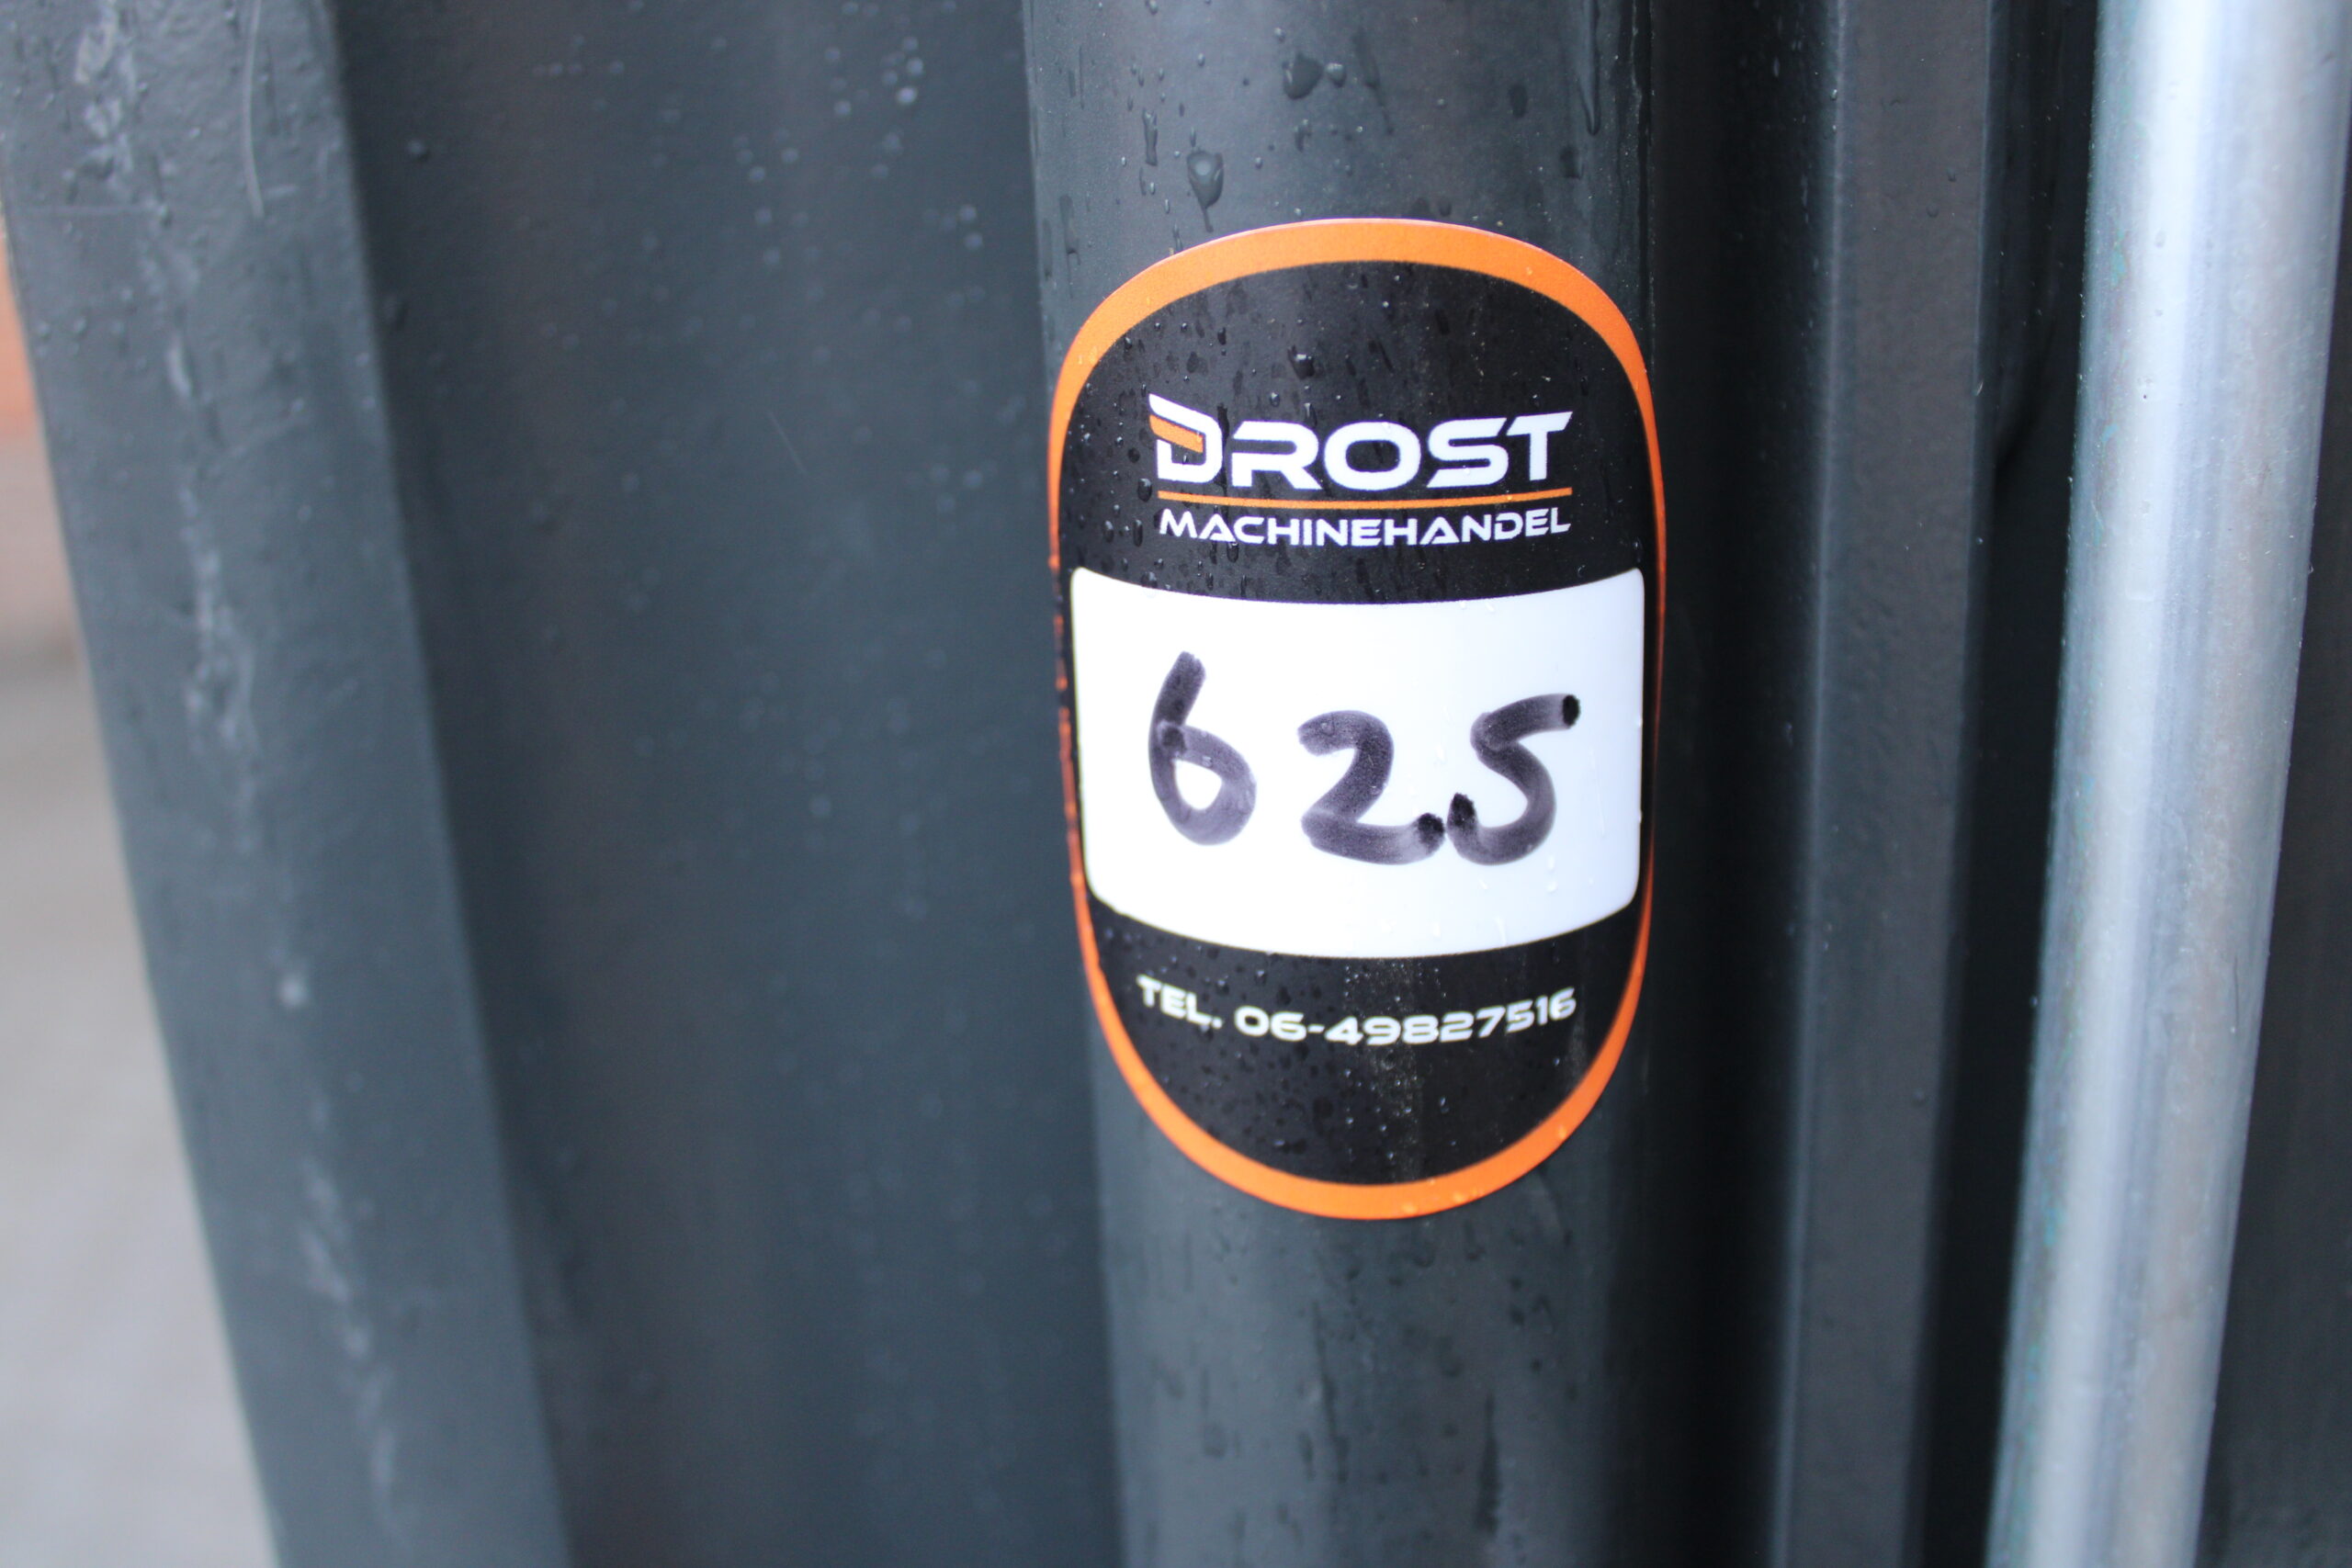 DROST
MACHINEHANDEL
625
TEL. 06-49827516